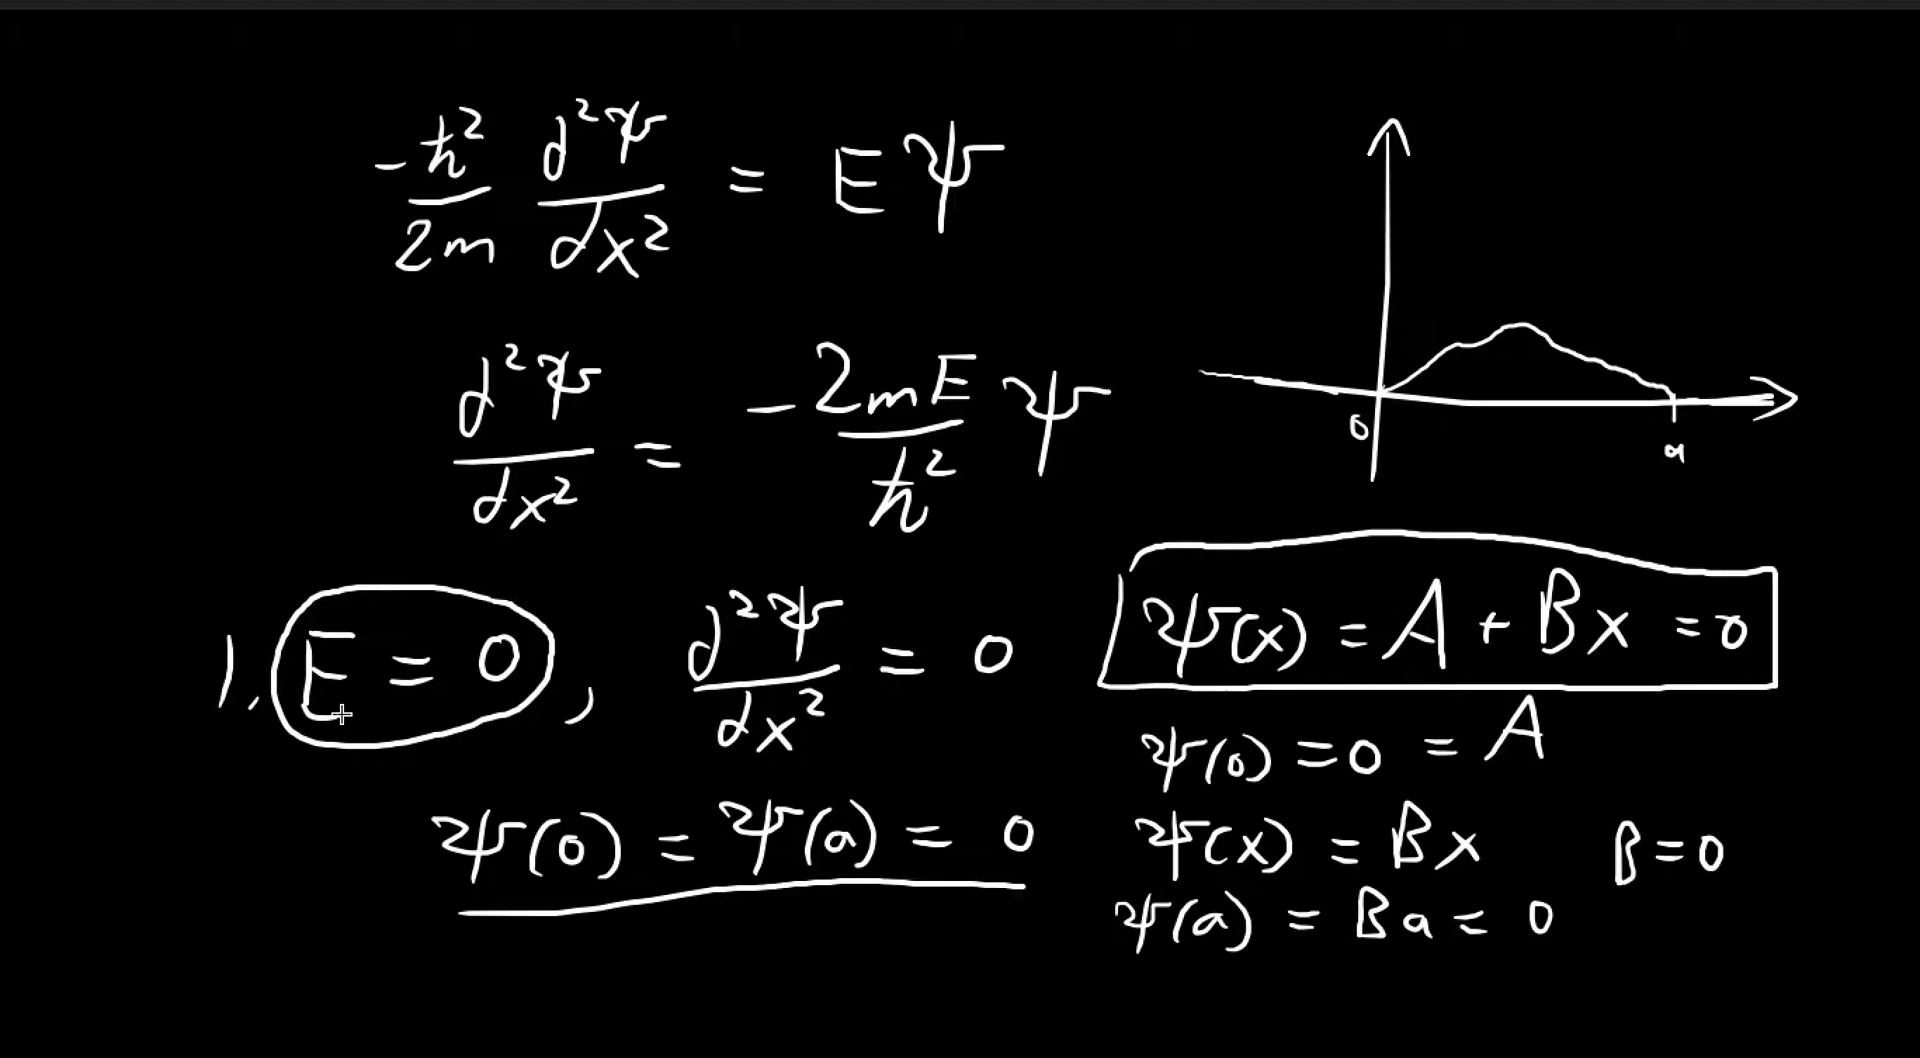 -ħ²/2m d²ψ/dx² = Eψ
d²ψ/dx² = -2mE/ħ² ψ
0
a
1, E = 0, d²ψ/dx² = 0
ψ(x) = A + Bx = 0
ψ(0) = 0 = A
ψ(0) = ψ(a) = 0
ψ(x) = Bx B = 0
ψ(a) = Ba = 0